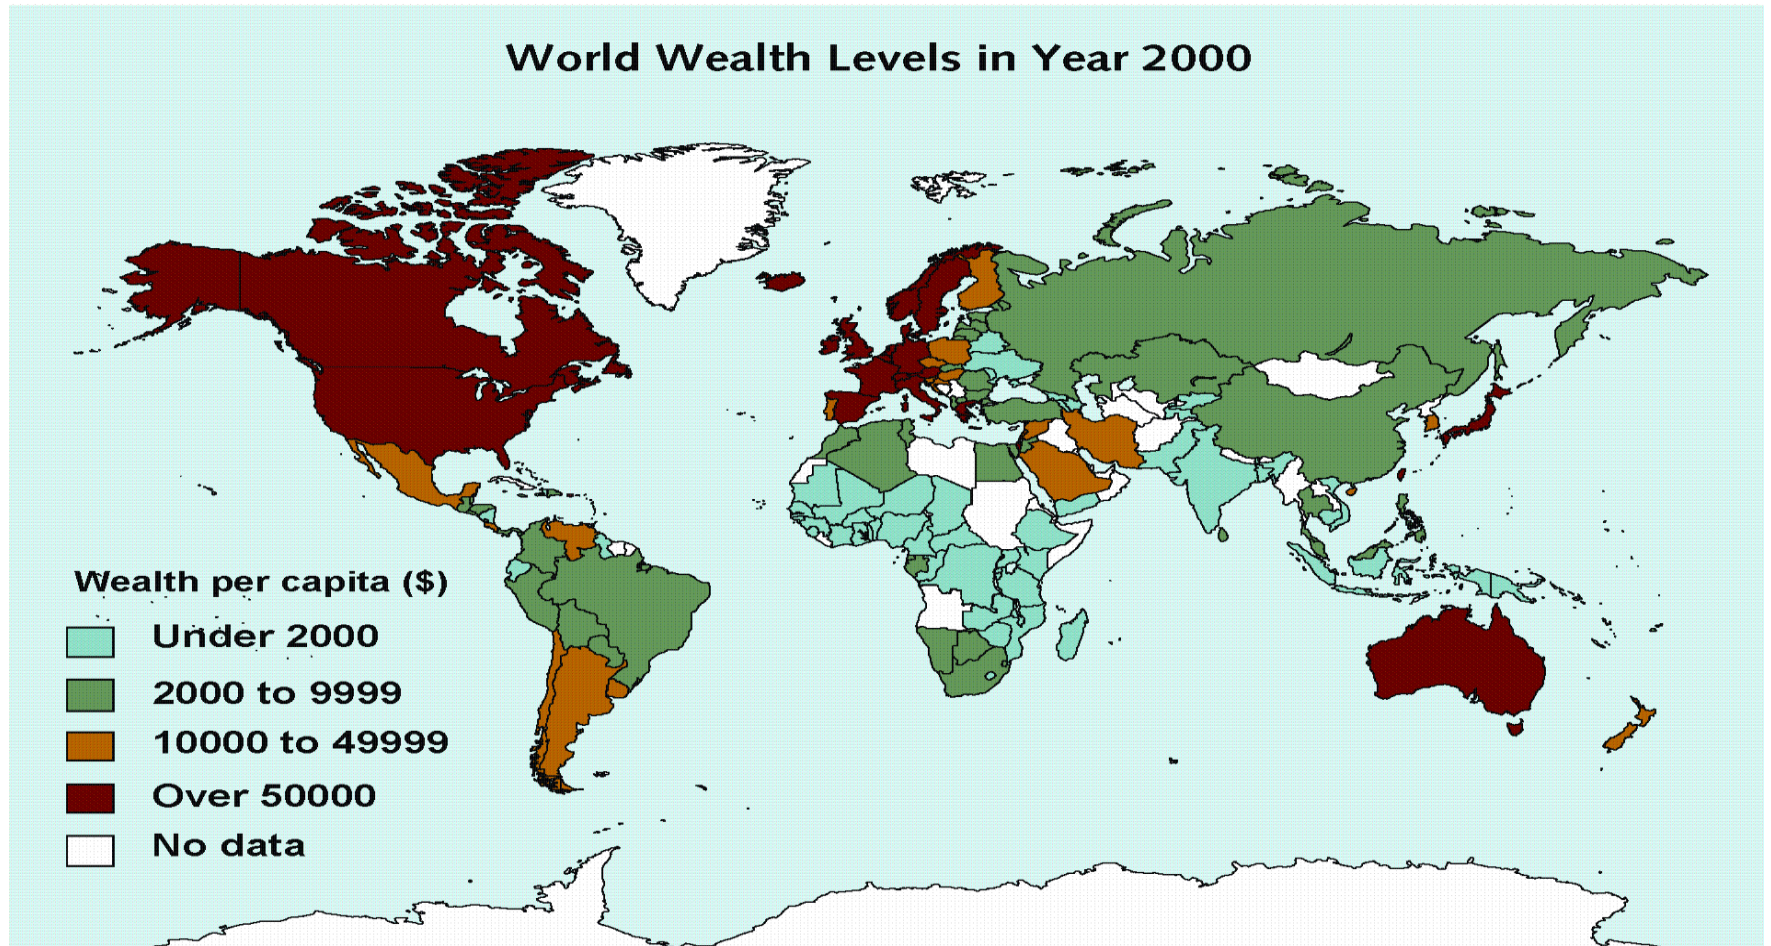 World Wealth Levels in Year 2000
Wealth per capita ($)
Under 2000
2000 to 9999
10000 to 49999
Over 50000
No data